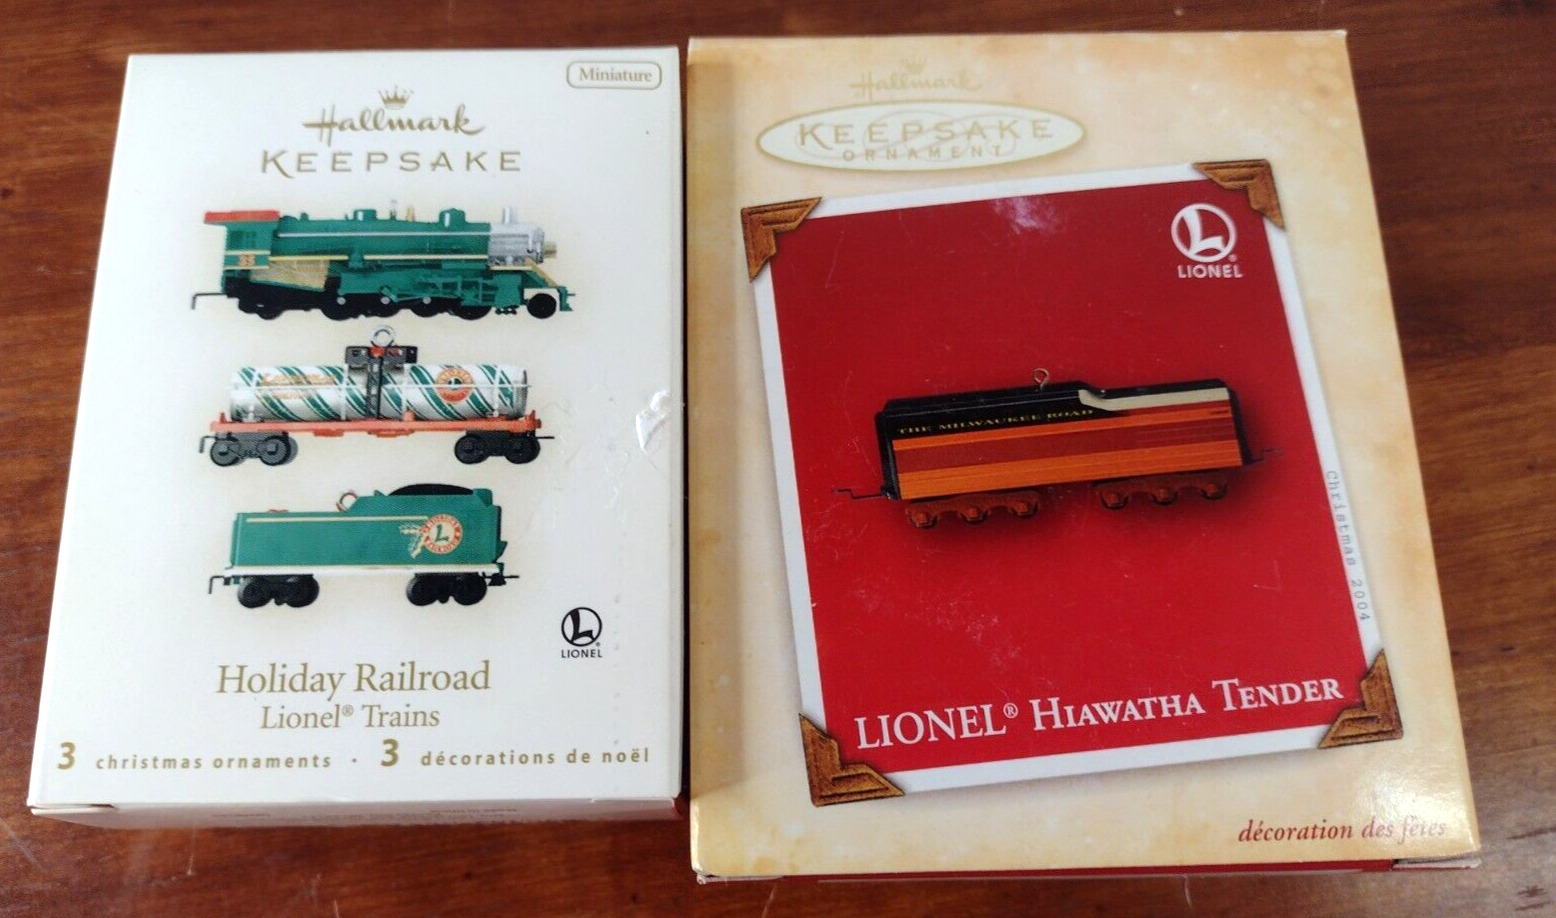 Miniature
Hallmark
KEEPSAKE
LIONEL
Holiday Railroad
Lionel® Trains
3 christmas ornaments · 3 décorations de noël
Hallmark
KEEPSAKE
ORNAMENT
L
LIONEL®
THE MILWAUKEE ROAD
Christmas 2004
LIONEL® HIAWATHA TENDER
décoration des fêtes